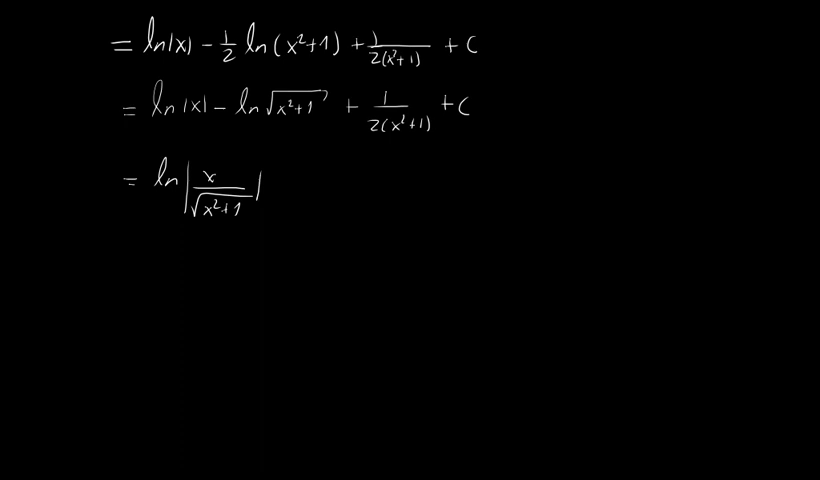 = ln|x| - 1/2 ln(x²+1) + 1/2(x²+1) + C
= ln|x| - ln√(x²+1) + 1/2(x²+1) + C
= ln|x/√(x²+1)|